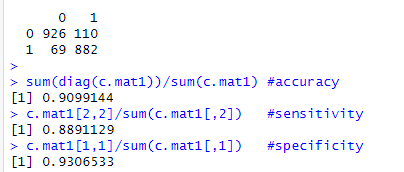 0 1
0 926 110
1 69 882
>
> sum(diag(c.mat1))/sum(c.mat1) #accuracy
[1] 0.9099144
> c.mat1[2,2]/sum(c.mat1[,2]) #sensitivity
[1] 0.8891129
> c.mat1[1,1]/sum(c.mat1[,1]) #specificity
[1] 0.9306533